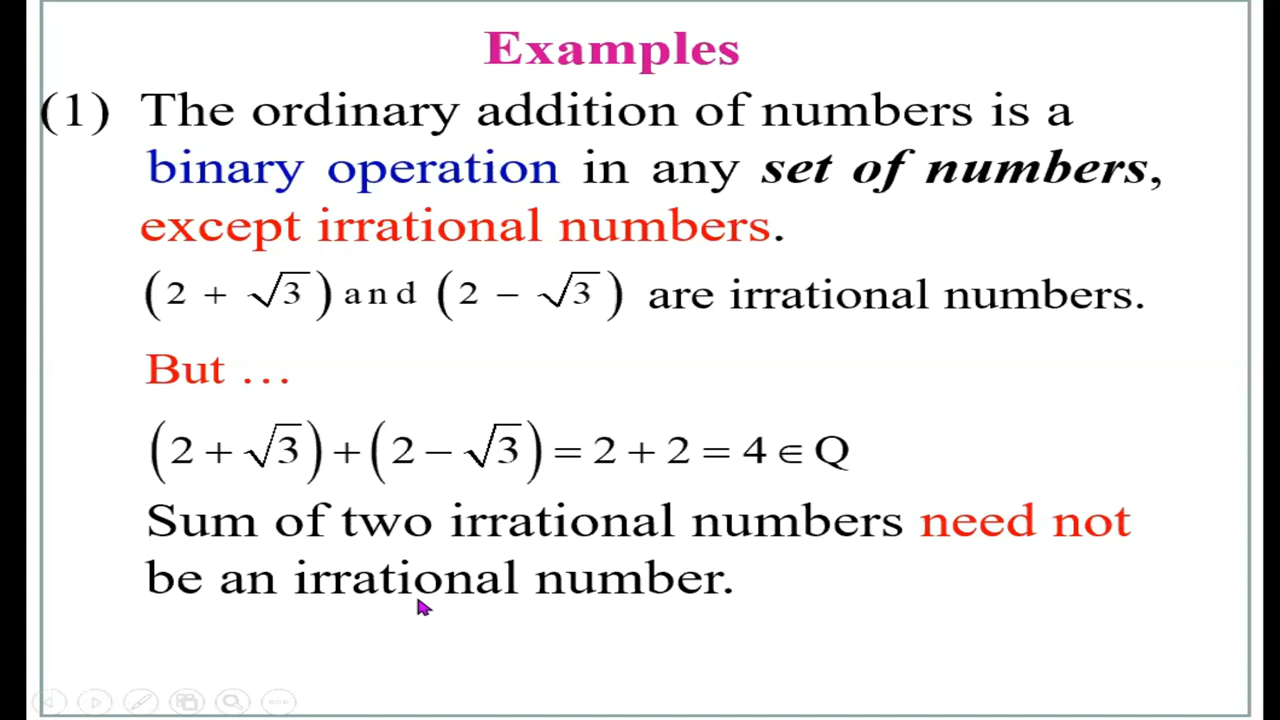 Examples
(1) The ordinary addition of numbers is a
binary operation in any set of numbers,
except irrational numbers.
(2 + √3) and (2 − √3) are irrational numbers.
But ...
(2 + √3) + (2 − √3) = 2 + 2 = 4 ∈ Q
Sum of two irrational numbers need not
be an irrational number.